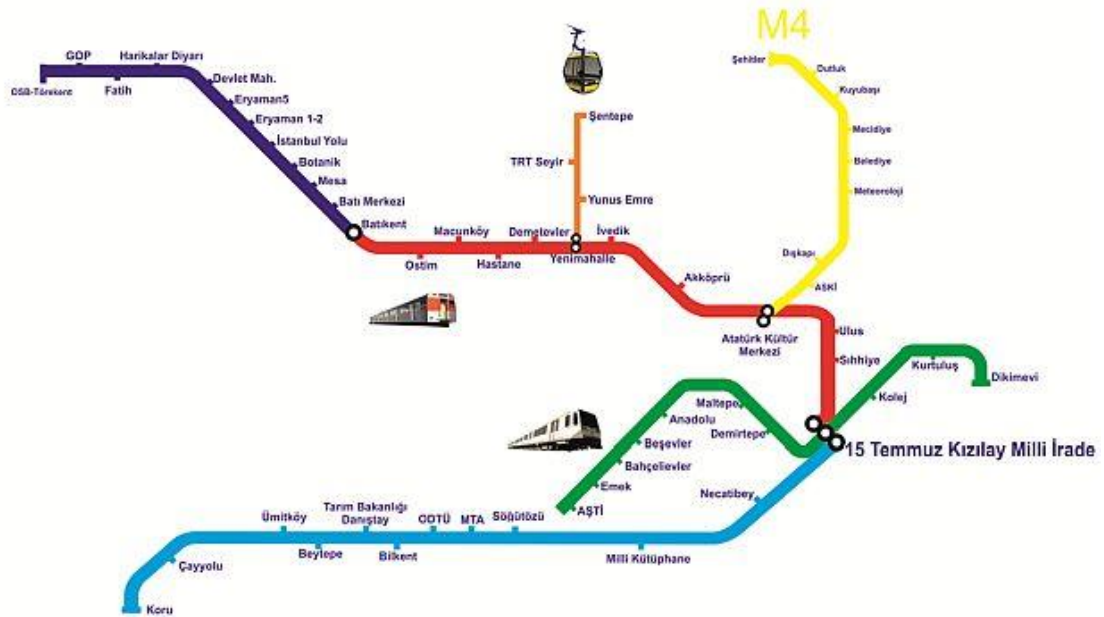 M4
GOP
Harikalar Diyarı
OSB-Törekent
Fatih
Devlet Mah.
Eryaman5
Eryaman 1-2
İstanbul Yolu
Botanik
Mesa
Batı Merkezi
Batıkent
Şentepe
TRT Seyir
Yunus Emre
Şehitler
Dutluk
Kuyubaşı
Mecidiye
Belediye
Meteoroloji
Dışkapı
ASKİ
Macunköy
Demetevler
İvedik
Ostim
Hastane
Yenimahalle
Akköprü
Atatürk Kültür
Merkezi
Ulus
Sıhhiye
Kurtuluş
Dikimevi
Kolej
Maltepe
Anadolu
Demirtepe
Beşevler
Bahçelievler
Emek
AŞTİ
15 Temmuz Kızılay Milli İrade
Necatibey
Ümitköy
Tarım Bakanlığı
Danıştay
ODTÜ
MTA
Söğütözü
Beytepe
Bilkent
Milli Kütüphane
Çayyolu
Koru